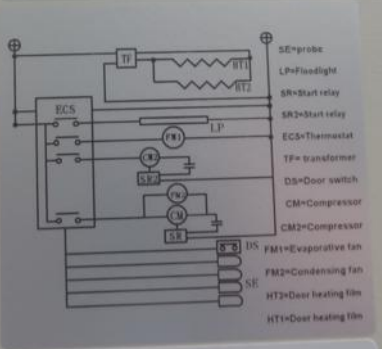 TF
HT1
HT2
ECS
LP
FM1
CM2
SR2
FM2
CM
SR
DS
SE
SE=probe
LP=Floodlight
SR=Start relay
SR2=Start relay
ECS=Thermostat
TF= transformer
DS=Door switch
CM=Compressor
CM2=Compressor
FM1=Evaporative fan
FM2=Condensing fan
HT2=Door heating film
HT1=Door heating film